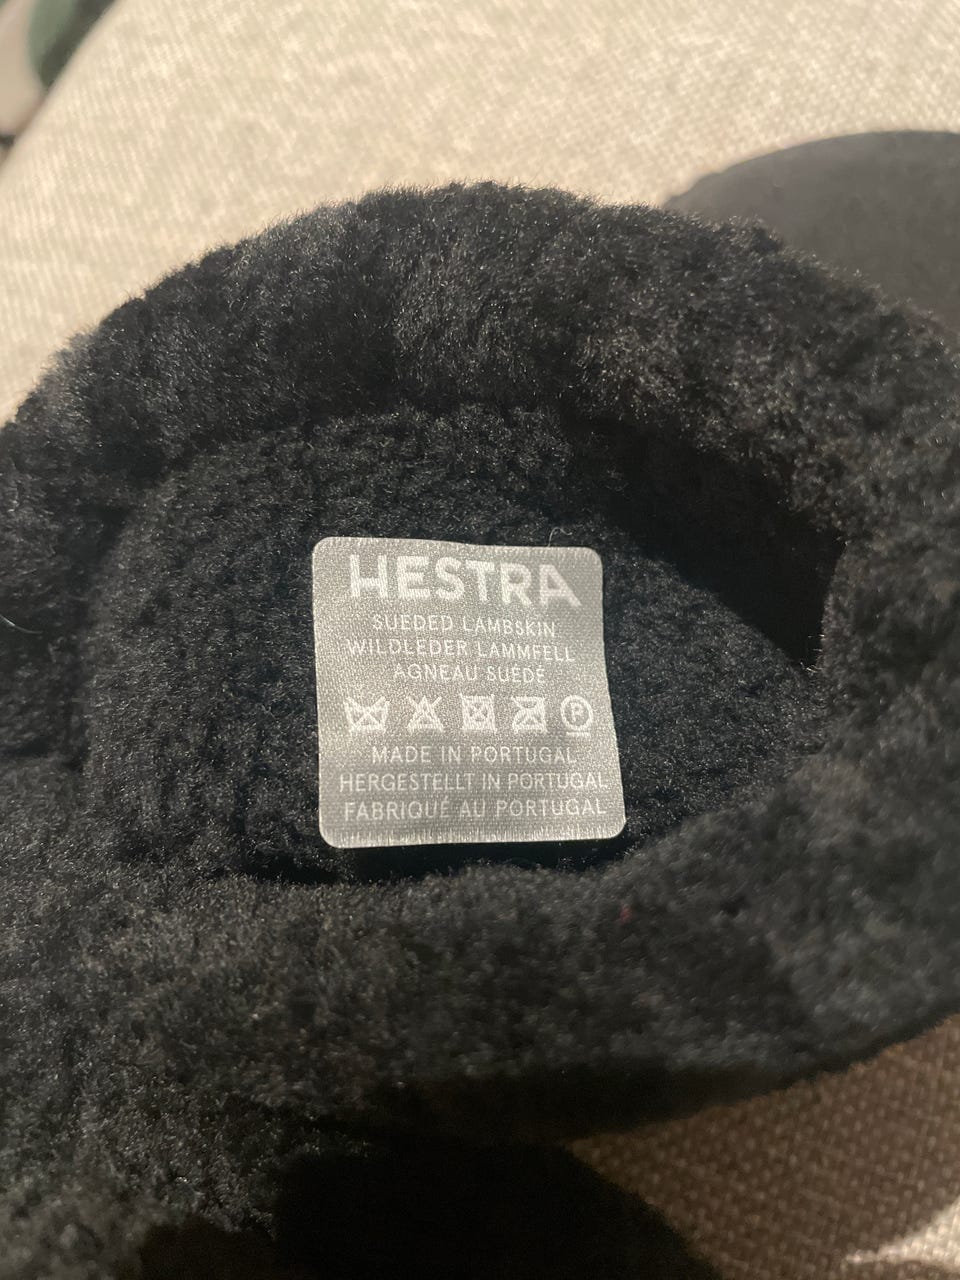 HESTRA
SUEDED LAMBSKIN
WILDLEDER LAMMFELL
AGNEAU SUÉDÉ
P
MADE IN PORTUGAL
HERGESTELLT IN PORTUGAL
FABRIQUÉ AU PORTUGAL